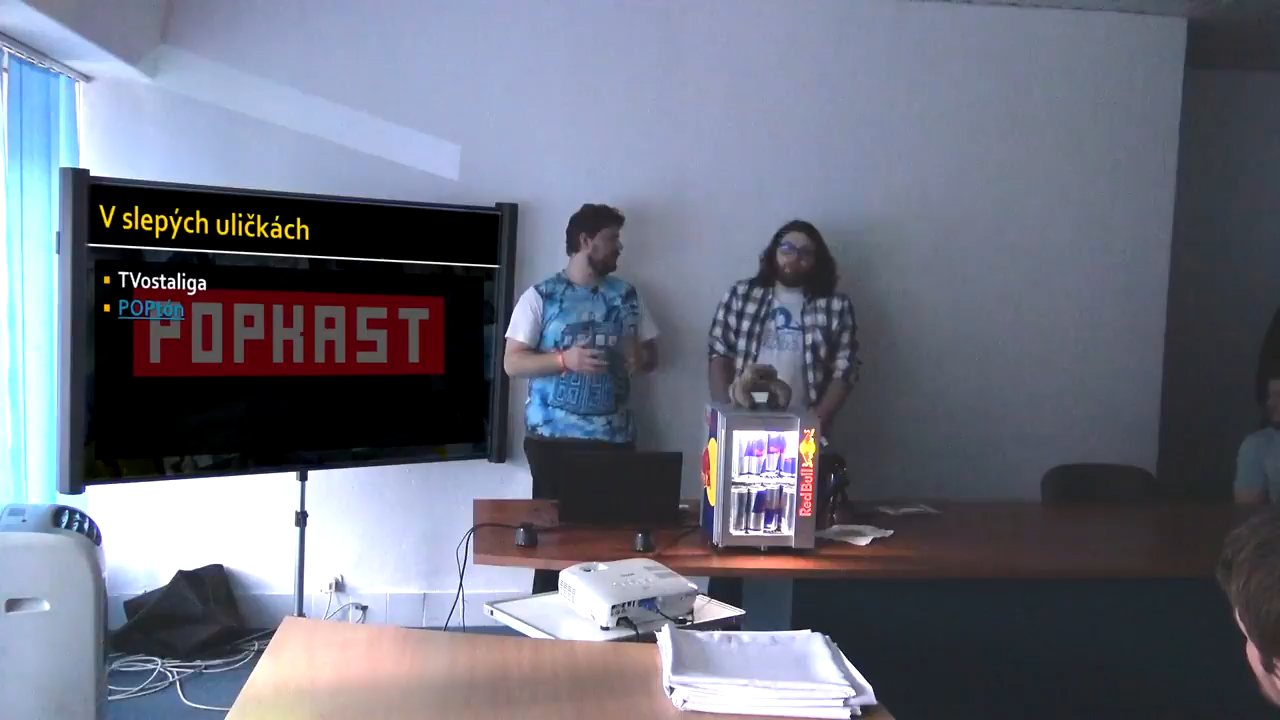 V slepých uličkách
TVostaliga
POPtón
POPKAST
Red Bull